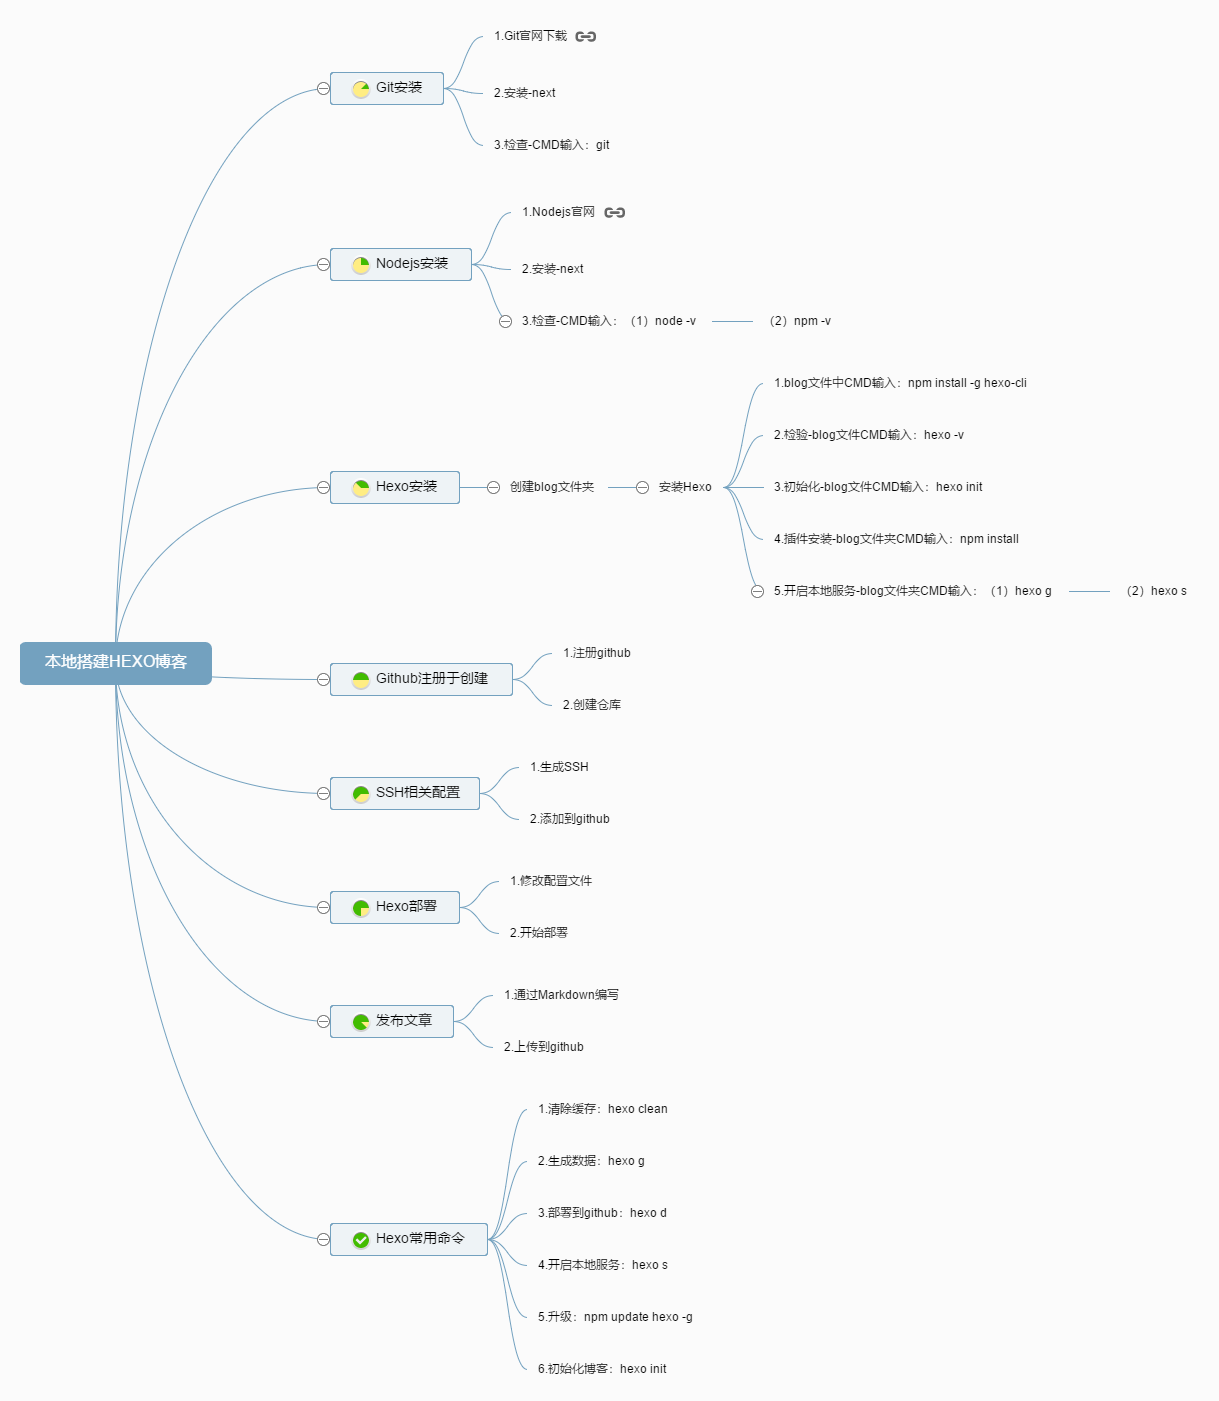 本地搭建HEXO博客
Git安装
1.Git官网下载
2.安装-next
3.检查-CMD输入：git
Nodejs安装
1.Nodejs官网
2.安装-next
3.检查-CMD输入：（1）node -v
（2）npm -v
Hexo安装
创建blog文件夹
安装Hexo
1.blog文件中CMD输入：npm install -g hexo-cli
2.检验-blog文件CMD输入：hexo -v
3.初始化-blog文件CMD输入：hexo init
4.插件安装-blog文件夹CMD输入：npm install
5.开启本地服务-blog文件夹CMD输入：（1）hexo g
（2）hexo s
Github注册于创建
1.注册github
2.创建仓库
SSH相关配置
1.生成SSH
2.添加到github
Hexo部署
1.修改配置文件
2.开始部署
发布文章
1.通过Markdown编写
2.上传到github
Hexo常用命令
1.清除缓存：hexo clean
2.生成数据：hexo g
3.部署到github：hexo d
4.开启本地服务：hexo s
5.升级：npm update hexo -g
6.初始化博客：hexo init